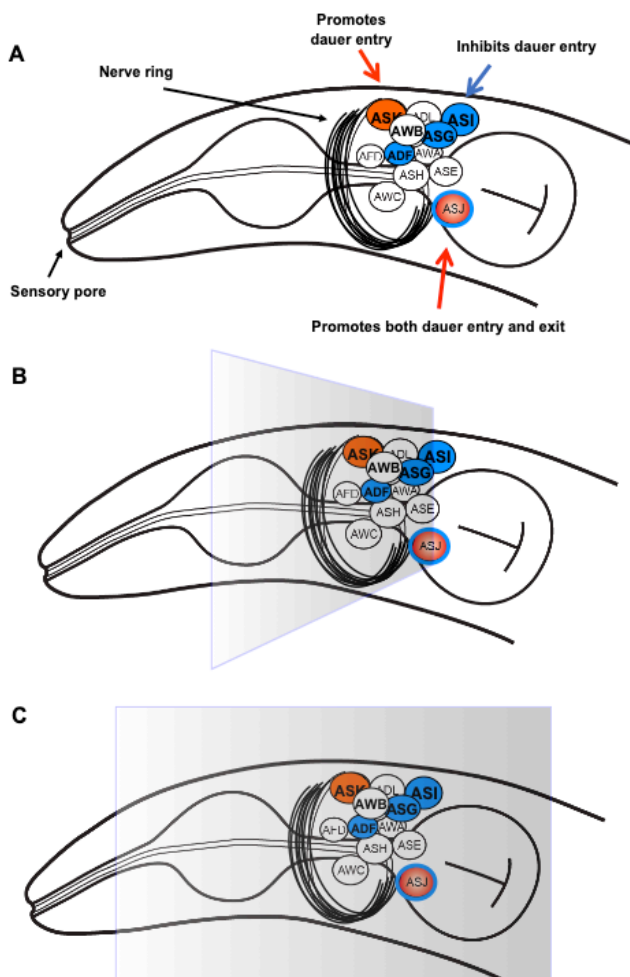 Promotes
dauer entry
Inhibits dauer entry
A
Nerve ring
ASK
ADL
ASI
AWB
ASG
AFD
ADF
AWA
ASH
ASE
AWC
ASJ
Sensory pore
Promotes both dauer entry and exit
B
ASK
ADL
ASI
AWB
ASG
AFD
ADF
AWA
ASH
ASE
AWC
ASJ
C
ASK
ADL
ASI
AWB
ASG
AFD
ADF
AWA
ASH
ASE
AWC
ASJ